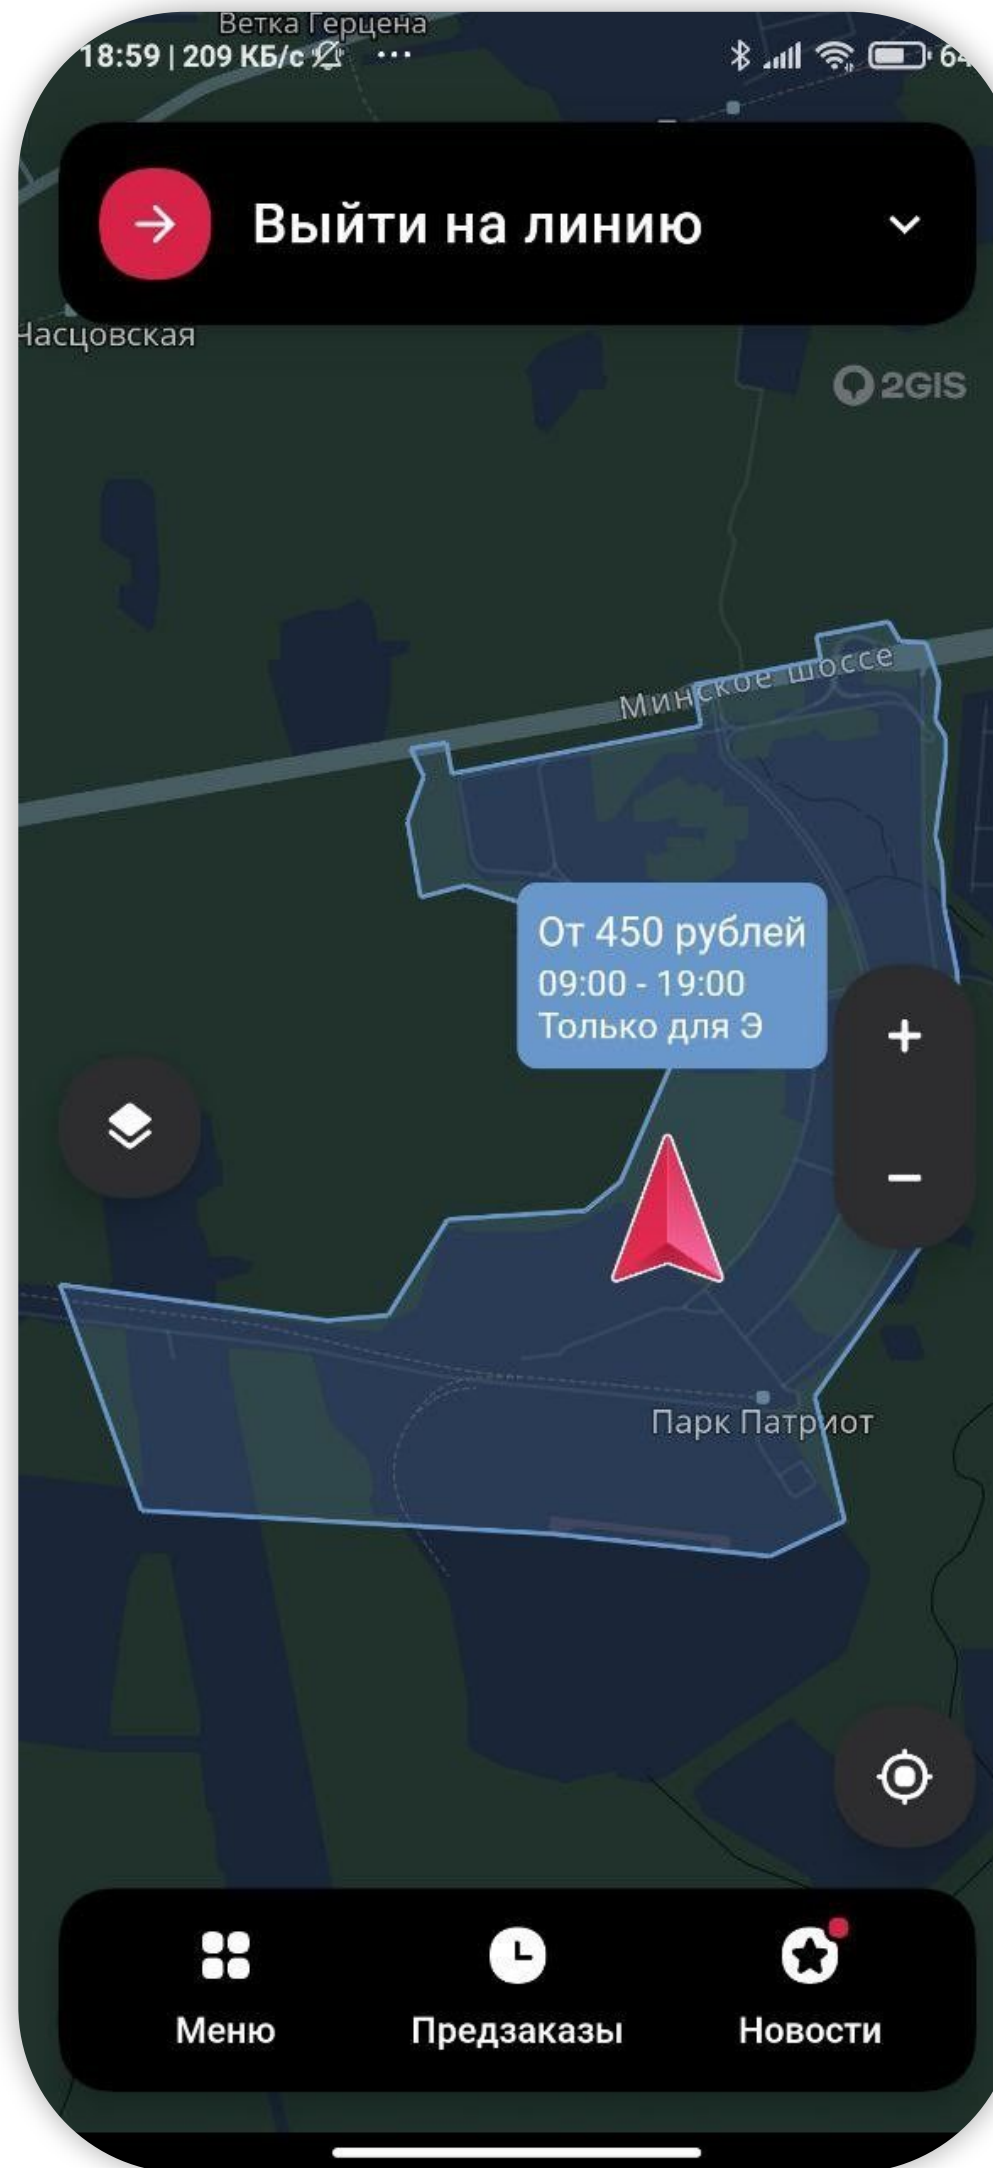 Ветка Герцена
18:59 | 209 КБ/с
64
Выйти на линию
Часцовская
2GIS
Минское шоссе
От 450 рублей
09:00 - 19:00
Только для Э
Парк Патриот
Меню
Предзаказы
Новости